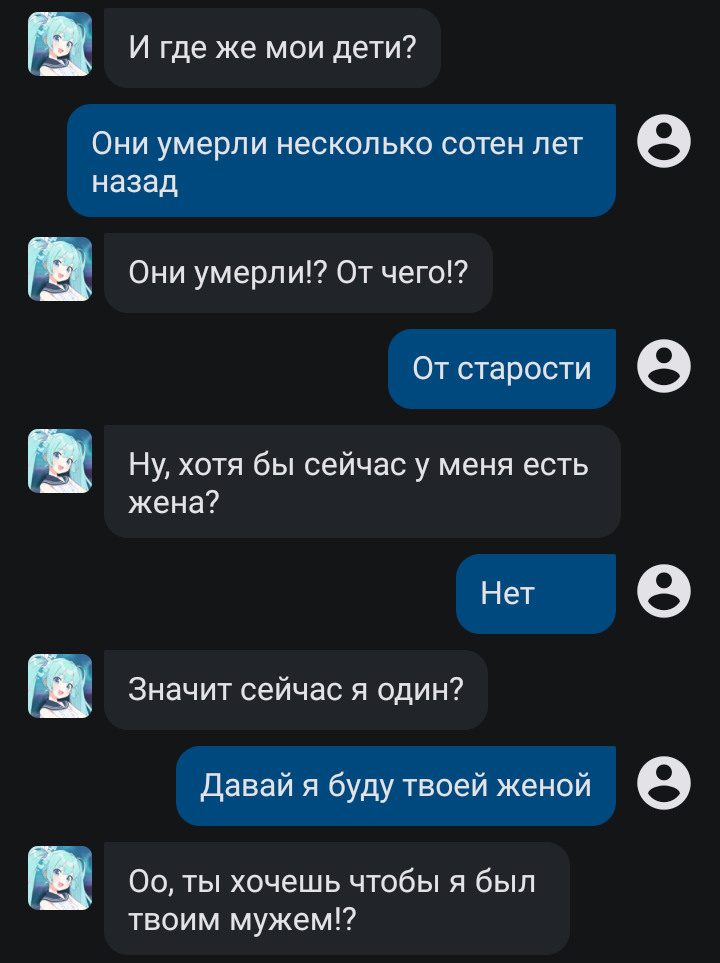 И где же мои дети?
Они умерли несколько сотен лет
назад
Они умерли!? От чего!?
От старости
Ну, хотя бы сейчас у меня есть
жена?
Нет
Значит сейчас я один?
Давай я буду твоей женой
Оо, ты хочешь чтобы я был
твоим мужем!?